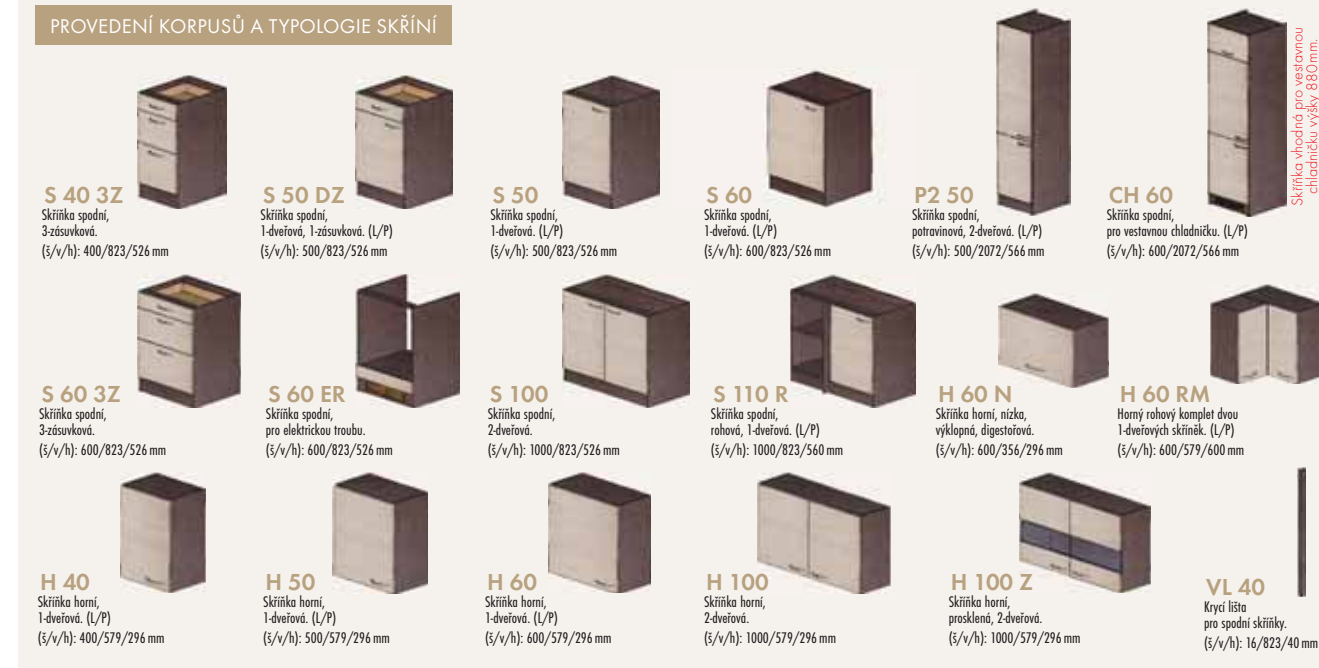 PROVEDENÍ KORPUSŮ A TYPOLOGIE SKŘÍNÍ
S 40 3Z
Skříňka spodní,
3-zásuvková.
(š/v/h): 400/823/526 mm
S 50 DZ
Skříňka spodní,
1-dveřová, 1-zásuvková. (L/P)
(š/v/h): 500/823/526 mm
S 50
Skříňka spodní,
1-dveřová. (L/P)
(š/v/h): 500/823/526 mm
S 60
Skříňka spodní,
1-dveřová. (L/P)
(š/v/h): 600/823/526 mm
P2 50
Skříňka spodní,
potravinová, 2-dveřová. (L/P)
(š/v/h): 500/2072/566 mm
CH 60
Skříňka spodní,
pro vestavnou chladničku. (L/P)
(š/v/h): 600/2072/566 mm
Skříňka vhodná pro vestavnou
chladničku výšky 880mm.
S 60 3Z
Skříňka spodní,
3-zásuvková.
(š/v/h): 600/823/526 mm
S 60 ER
Skříňka spodní,
pro elektrickou troubu.
(š/v/h): 600/823/526 mm
S 100
Skříňka spodní,
2-dveřová.
(š/v/h): 1000/823/526 mm
S 110 R
Skříňka spodní,
rohová, 1-dveřová. (L/P)
(š/v/h): 1000/823/560 mm
H 60 N
Skříňka horní, nízka,
výklopná, digestořová.
(š/v/h): 600/356/296 mm
H 60 RM
Horný rohový komplet dvou
1-dveřových skříněk. (L/P)
(š/v/h): 600/579/600 mm
H 40
Skříňka horní,
1-dveřová. (L/P)
(š/v/h): 400/579/296 mm
H 50
Skříňka horní,
1-dveřová. (L/P)
(š/v/h): 500/579/296 mm
H 60
Skříňka horní,
1-dveřová. (L/P)
(š/v/h): 600/579/296 mm
H 100
Skříňka horní,
2-dveřová.
(š/v/h): 1000/579/296 mm
H 100 Z
Skříňka horní,
prosklená, 2-dveřová.
(š/v/h): 1000/579/296 mm
VL 40
Krycí lišta
pro spodní skříňky.
(š/v/h): 16/823/40 mm